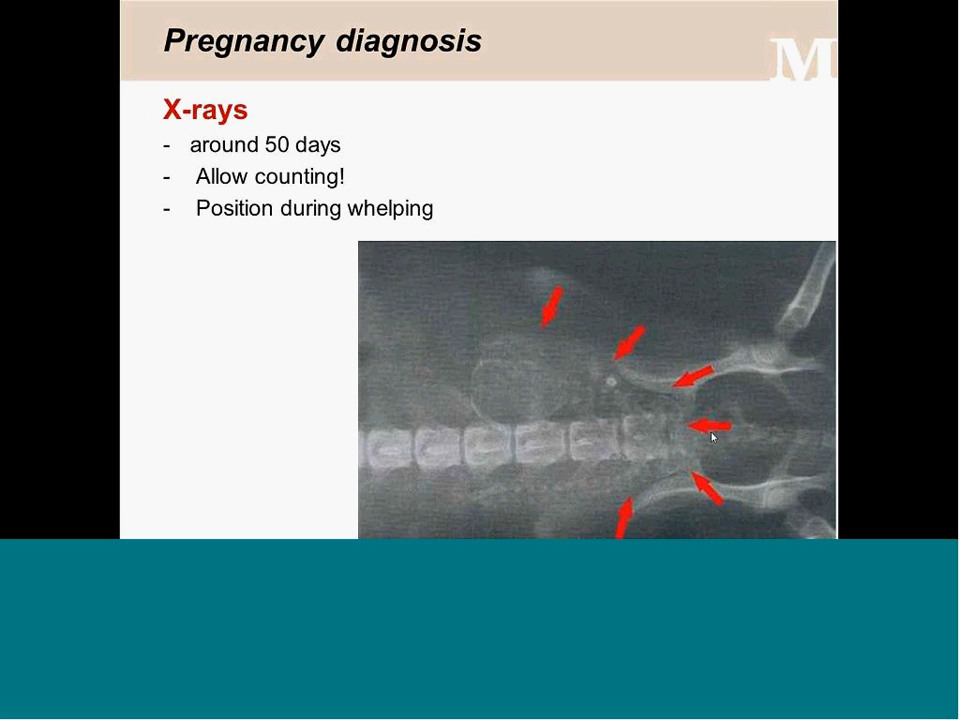 Pregnancy diagnosis
M
X-rays
- around 50 days
- Allow counting!
- Position during whelping